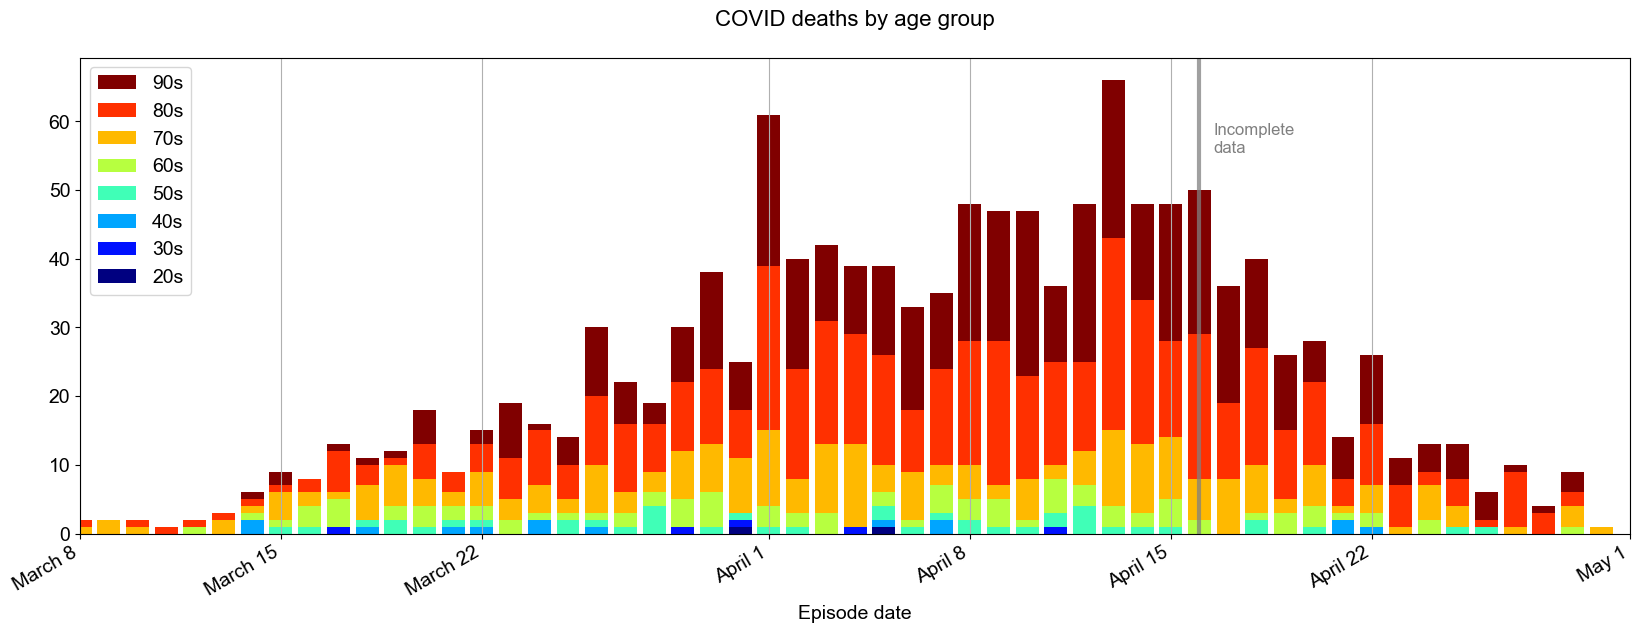 COVID deaths by age group
90s
80s
70s
60s
50s
40s
30s
20s
Incomplete
data
60
50
40
30
20
10
0
March 8
March 15
March 22
April 1
April 8
April 15
April 22
May 1
Episode date